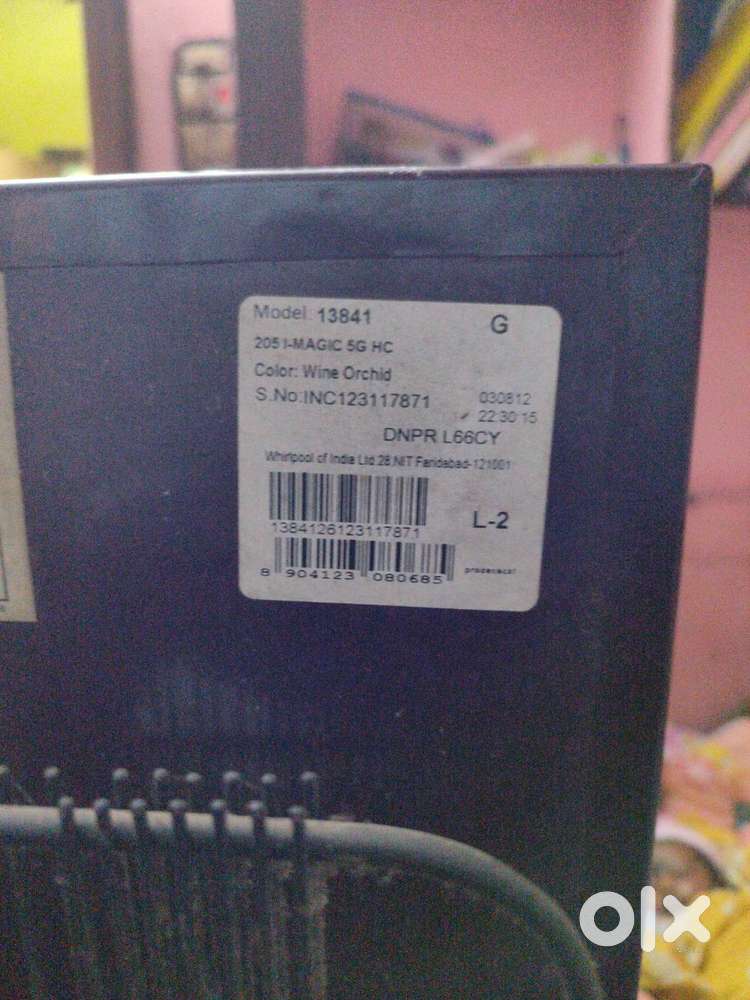 Model: 13841
G
205 I-MAGIC 5G HC
Color: Wine Orchid
S.No:INC123117871
030812
22:30:15
DNPR L66CY
Whirlpool of India Ltd.28,NIT Faridabad-121001
1384126123117871
L-2
8 904123 080685
olx